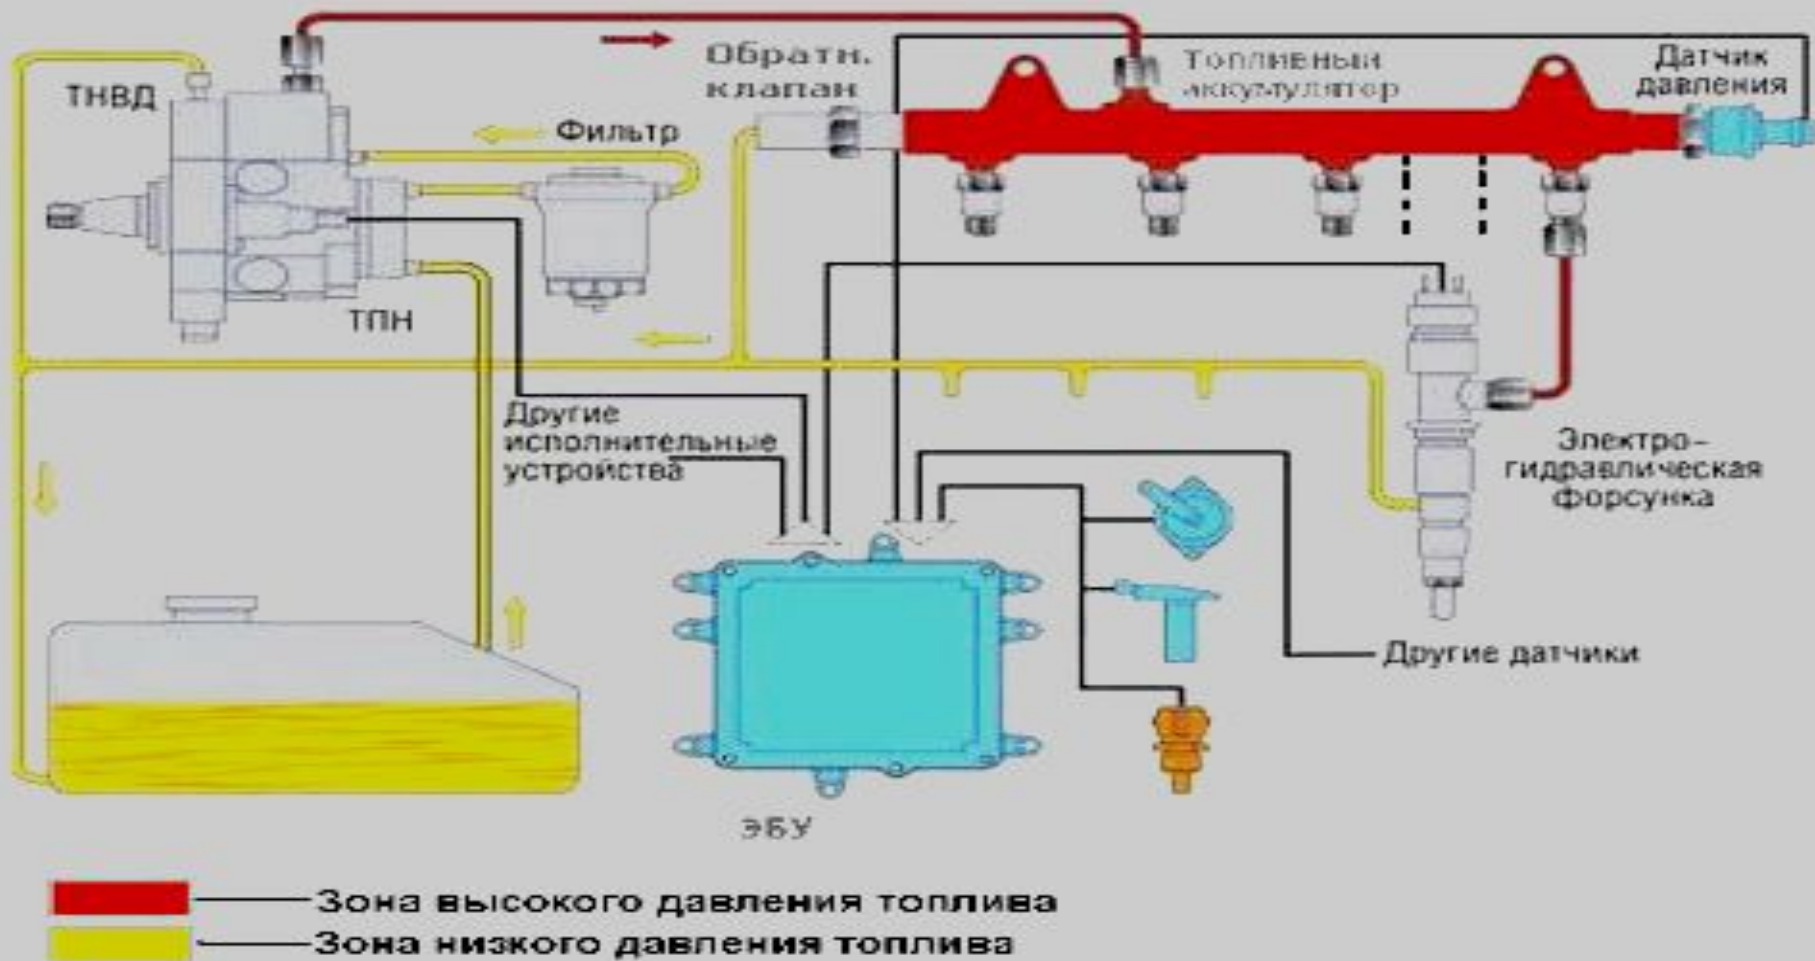 ТНВД
Обратн.
клапан
Топливный
аккумулятор
Датчик
давления
Фильтр
ТПН
Другие
исполнительные
устройства
Электро-
гидравлическая
форсунка
Другие датчики
ЭБУ
Зона высокого давления топлива
Зона низкого давления топлива